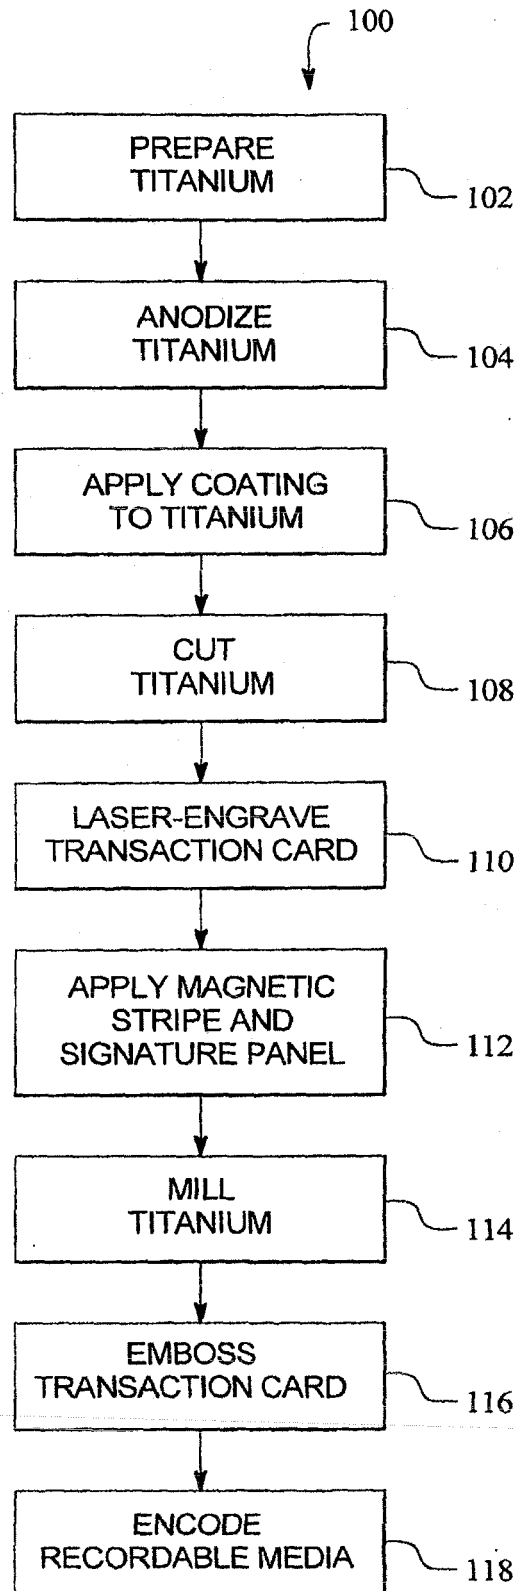 100
PREPARE
TITANIUM
102
ANODIZE
TITANIUM
104
APPLY COATING
TO TITANIUM
106
CUT
TITANIUM
108
LASER-ENGRAVE
TRANSACTION CARD
110
APPLY MAGNETIC
STRIPE AND
SIGNATURE PANEL
112
MILL
TITANIUM
114
EMBOSS
TRANSACTION CARD
116
ENCODE
RECORDABLE MEDIA
118